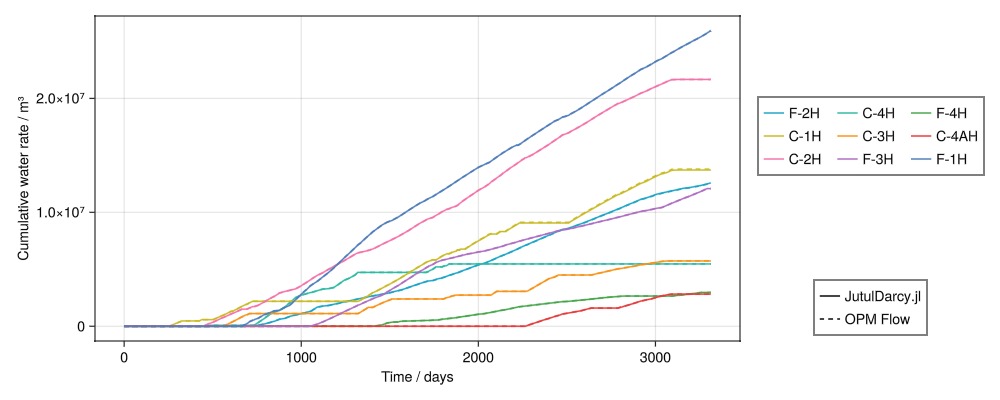 Cumulative water rate / m³
2.0×10⁷
1.0×10⁷
0
0 1000 2000 3000
Time / days
F-2H C-4H F-4H
C-1H C-3H C-4AH
C-2H F-3H F-1H
JutulDarcy.jl
OPM Flow